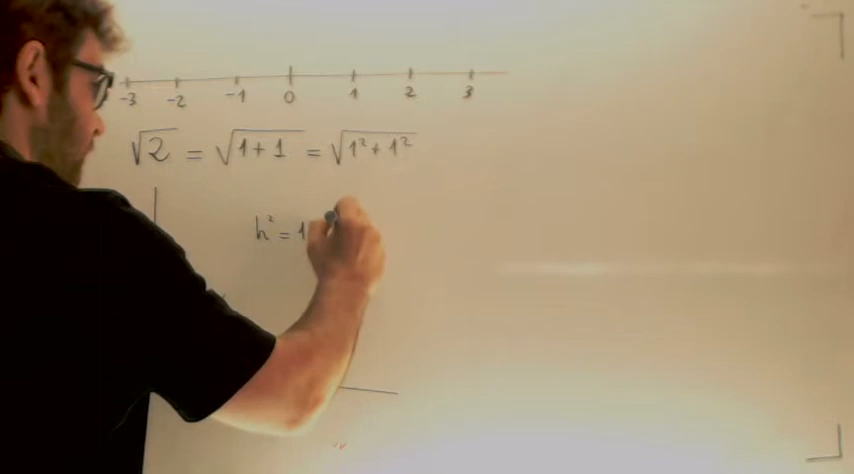 -3 -2 -1 0 1 2 3
√2 = √1+1 = √1²+1²
h² = 1